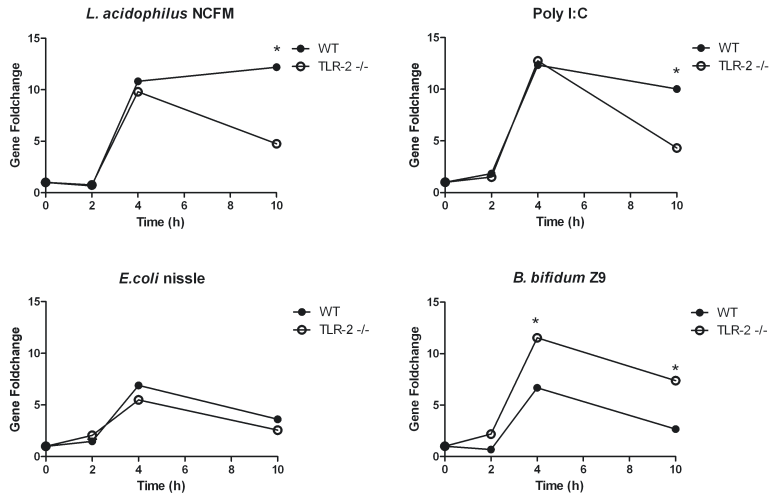 L. acidophilus NCFM
Gene Foldchange
15
10
5
0
0 2 4 6 8 10
Time (h)
*
WT
TLR-2 -/-
Poly I:C
Gene Foldchange
15
10
5
0
0 2 4 6 8 10
Time (h)
*
WT
TLR-2 -/-
E.coli nissle
Gene Foldchange
15
10
5
0
0 2 4 6 8 10
Time (h)
WT
TLR-2 -/-
B. bifidum Z9
Gene Foldchange
15
10
5
0
0 2 4 6 8 10
Time (h)
*
*
WT
TLR-2 -/-